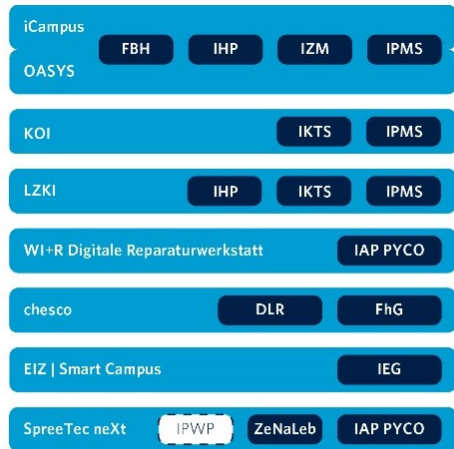 iCampus
FBH IHP IZM IPMS
OASYS
KOI IKTS IPMS
LZKI IHP IKTS IPMS
WI+R Digitale Reparaturwerkstatt IAP PYCO
chesco DLR FhG
EIZ | Smart Campus IEG
SpreeTec neXt IPWP ZeNaLeb IAP PYCO